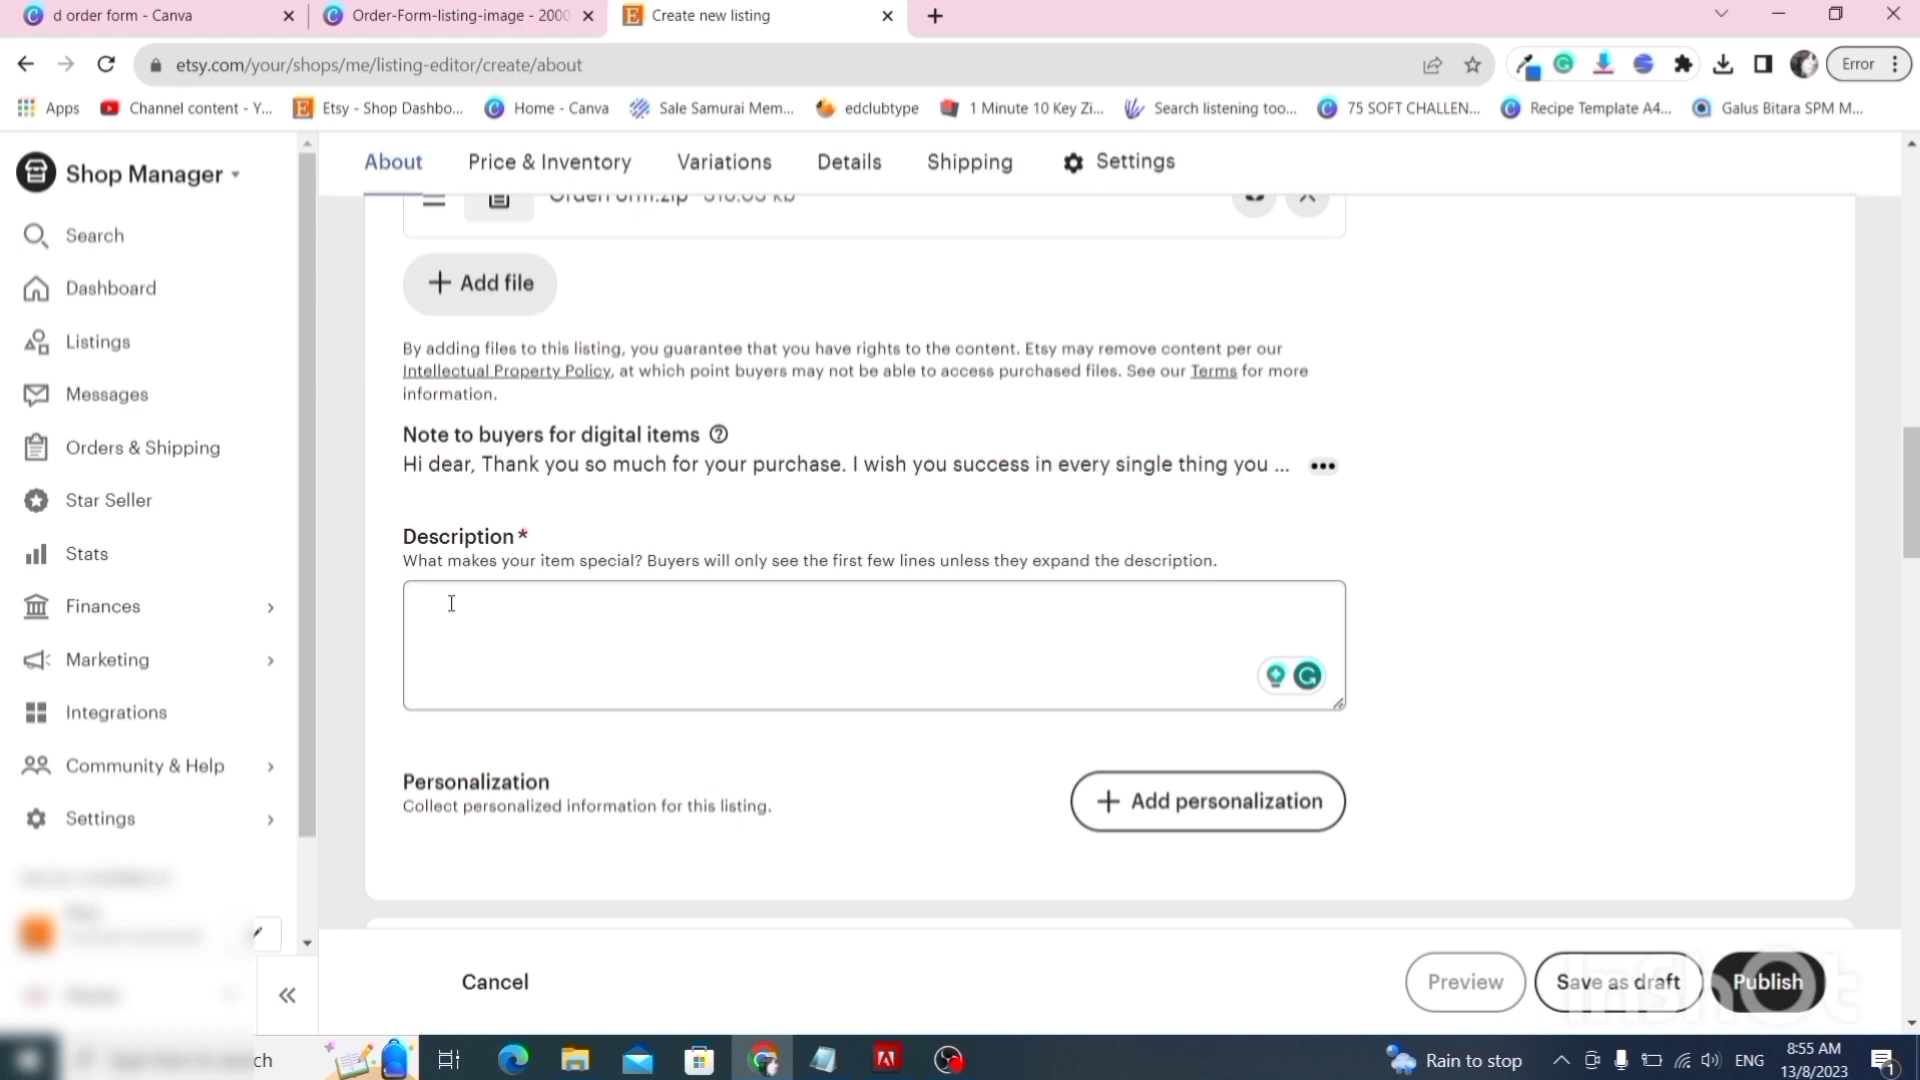 d order form - Canva
Order-Form-listing-image - 2000
Create new listing
etsy.com/your/shops/me/listing-editor/create/about
Error
Apps
Channel content - Y...
Etsy - Shop Dashbo...
Home - Canva
Sale Samurai Mem...
edclubtype
1 Minute 10 Key Zi...
Search listening too...
75 SOFT CHALLEN...
Recipe Template A4...
Galus Bitara SPM M...
Shop Manager
About
Price & Inventory
Variations
Details
Shipping
Settings
Search
Dashboard
Listings
Messages
Orders & Shipping
Star Seller
Stats
Finances
Marketing
Integrations
Community & Help
Settings
OrderForm.zip
+ Add file
By adding files to this listing, you guarantee that you have rights to the content. Etsy may remove content per our
Intellectual Property Policy, at which point buyers may not be able to access purchased files. See our Terms for more
information.
Note to buyers for digital items
Hi dear, Thank you so much for your purchase. I wish you success in every single thing you ...
Description*
What makes your item special? Buyers will only see the first few lines unless they expand the description.
Personalization
Collect personalized information for this listing.
+ Add personalization
Cancel
Preview
Save as draft
Publish
InShot
Rain to stop
ENG
8:55 AM
13/8/2023
1